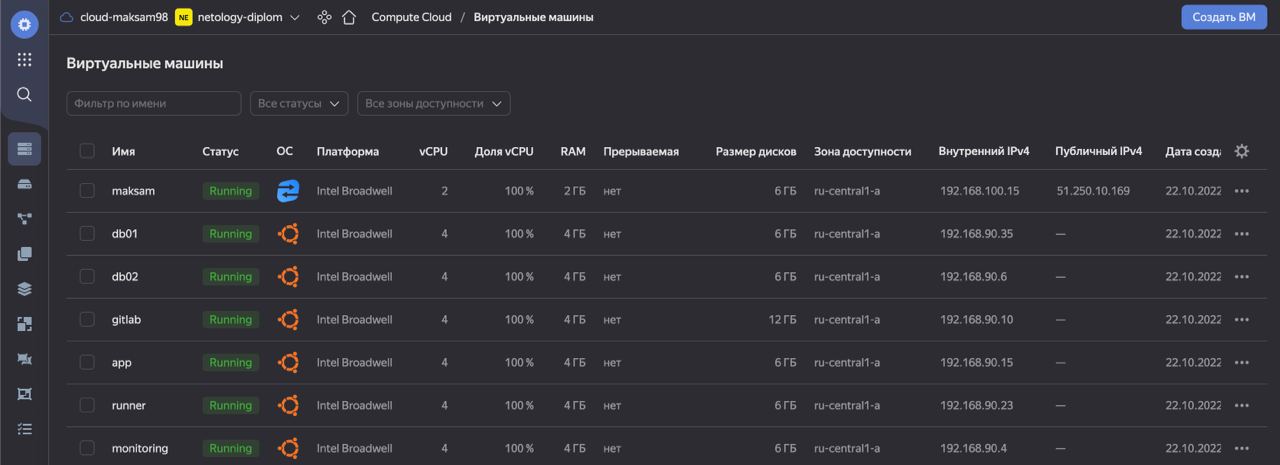 cloud-maksam98 NE netology-diplom Compute Cloud / Виртуальные машины Создать ВМ
Виртуальные машины
Фильтр по имени Все статусы Все зоны доступности
Имя Статус ОС Платформа vCPU Доля vCPU RAM Прерываемая Размер дисков Зона доступности Внутренний IPv4 Публичный IPv4 Дата созда
maksam Running Intel Broadwell 2 100 % 2 ГБ нет 6 ГБ ru-central1-a 192.168.100.15 51.250.10.169 22.10.2022
db01 Running Intel Broadwell 4 100 % 4 ГБ нет 6 ГБ ru-central1-a 192.168.90.35 — 22.10.2022
db02 Running Intel Broadwell 4 100 % 4 ГБ нет 6 ГБ ru-central1-a 192.168.90.6 — 22.10.2022
gitlab Running Intel Broadwell 4 100 % 4 ГБ нет 12 ГБ ru-central1-a 192.168.90.10 — 22.10.2022
app Running Intel Broadwell 4 100 % 4 ГБ нет 6 ГБ ru-central1-a 192.168.90.15 — 22.10.2022
runner Running Intel Broadwell 4 100 % 4 ГБ нет 6 ГБ ru-central1-a 192.168.90.23 — 22.10.2022
monitoring Running Intel Broadwell 4 100 % 4 ГБ нет 6 ГБ ru-central1-a 192.168.90.4 — 22.10.2022